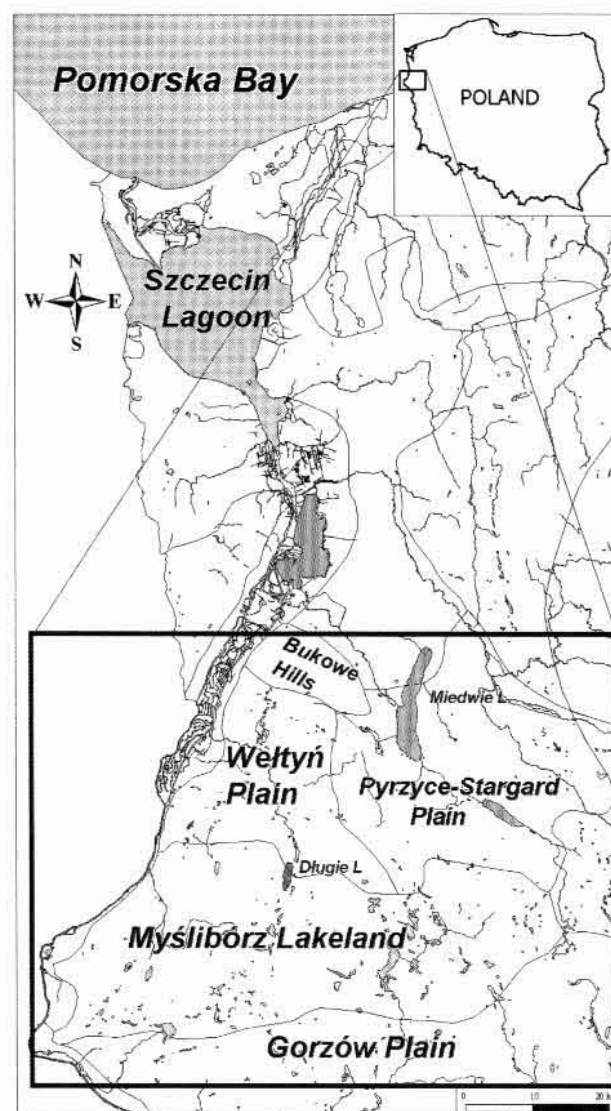 Pomorska Bay
POLAND
N
W E
S
Szczecin
Lagoon
Bukowe
Hills
Miedwie L
Wełtyń
Plain
Pyrzyce-Stargard
Plain
Długie L
Myślibórz Lakeland
Gorzów Plain
0 10 20